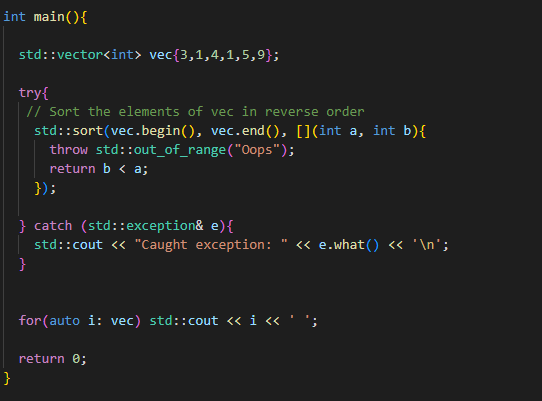 int main(){
std::vector<int> vec{3,1,4,1,5,9};
try{
// Sort the elements of vec in reverse order
std::sort(vec.begin(), vec.end(), [](int a, int b){
throw std::out_of_range("Oops");
return b < a;
});
} catch (std::exception& e){
std::cout << "Caught exception: " << e.what() << '\n';
}
for(auto i: vec) std::cout << i << ' ';
return 0;
}